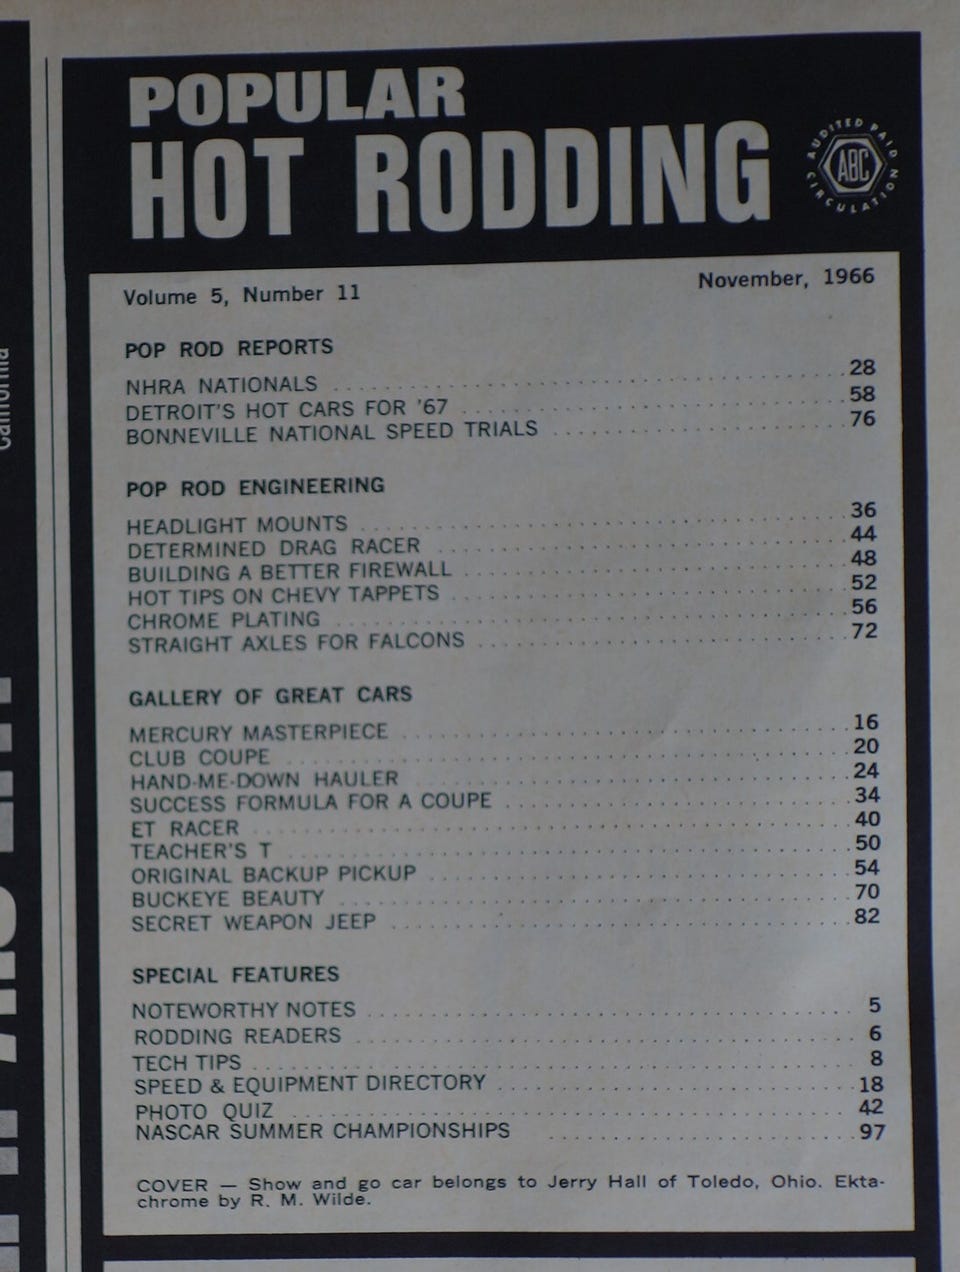 POPULAR
HOT RODDING
AUDITED PAID
ABC
CIRCULATION
Volume 5, Number 11 November, 1966
POP ROD REPORTS
NHRA NATIONALS 28
DETROIT'S HOT CARS FOR '67 58
BONNEVILLE NATIONAL SPEED TRIALS 76
POP ROD ENGINEERING
HEADLIGHT MOUNTS 36
DETERMINED DRAG RACER 44
BUILDING A BETTER FIREWALL 48
HOT TIPS ON CHEVY TAPPETS 52
CHROME PLATING 56
STRAIGHT AXLES FOR FALCONS 72
GALLERY OF GREAT CARS
MERCURY MASTERPIECE 16
CLUB COUPE 20
HAND-ME-DOWN HAULER 24
SUCCESS FORMULA FOR A COUPE 34
ET RACER 40
TEACHER'S T 50
ORIGINAL BACKUP PICKUP 54
BUCKEYE BEAUTY 70
SECRET WEAPON JEEP 82
SPECIAL FEATURES
NOTEWORTHY NOTES 5
RODDING READERS 6
TECH TIPS 8
SPEED & EQUIPMENT DIRECTORY 18
PHOTO QUIZ 42
NASCAR SUMMER CHAMPIONSHIPS 97
COVER — Show and go car belongs to Jerry Hall of Toledo, Ohio. Ekta-
chrome by R. M. Wilde.
California